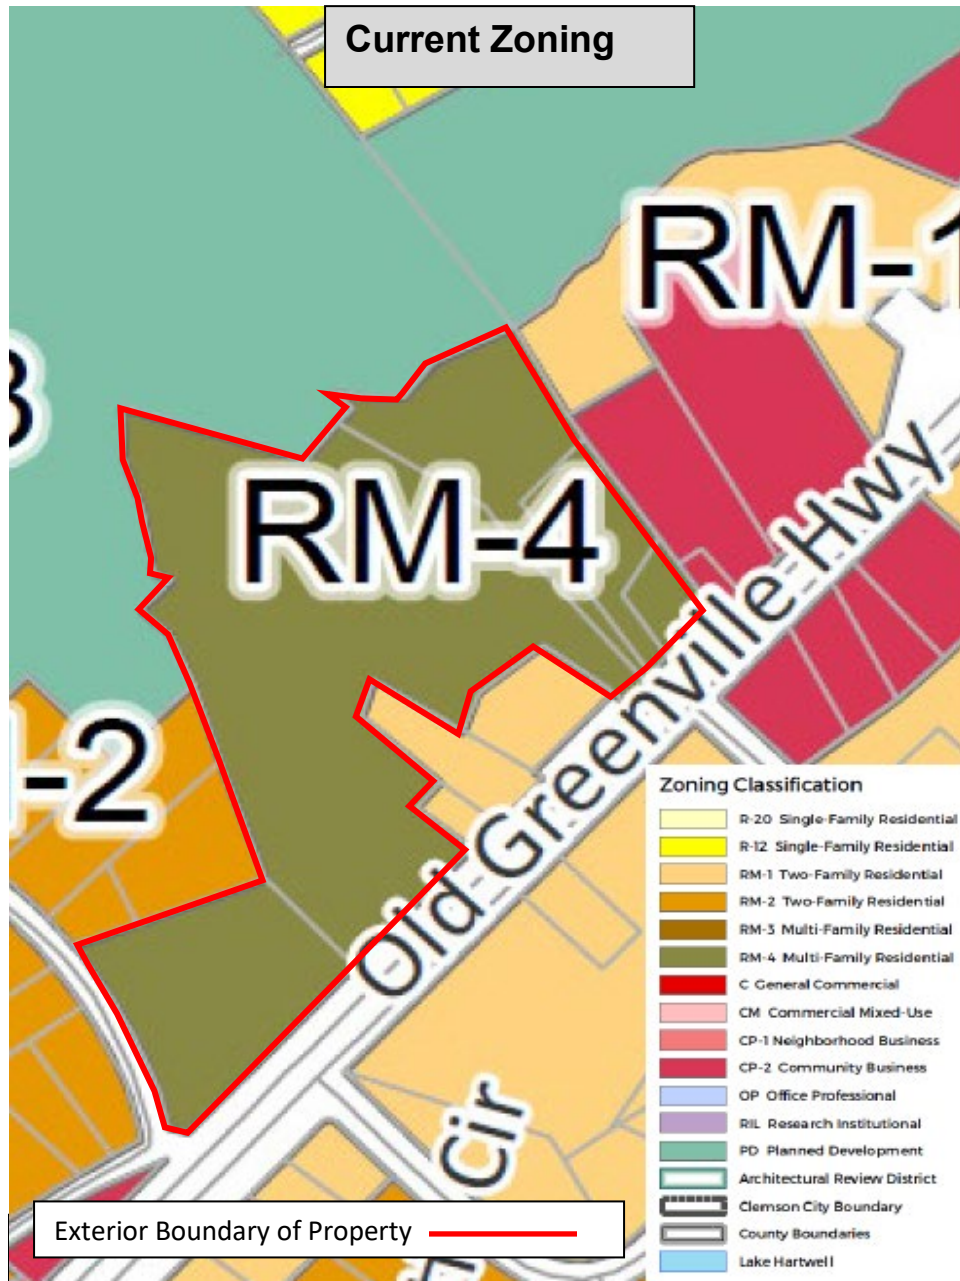 Current Zoning
RM-1
3
RM-4
-2
Old Greenville Hwy
Zoning Classification
R-20 Single-Family Residential
R-12 Single-Family Residential
RM-1 Two-Family Residential
RM-2 Two-Family Residential
RM-3 Multi-Family Residential
RM-4 Multi-Family Residential
C General Commercial
CM Commercial Mixed-Use
CP-1 Neighborhood Business
CP-2 Community Business
OP Office Professional
RIL Research Institutional
PD Planned Development
Architectural Review District
Clemson City Boundary
County Boundaries
Lake Hartwell
Cir
Exterior Boundary of Property